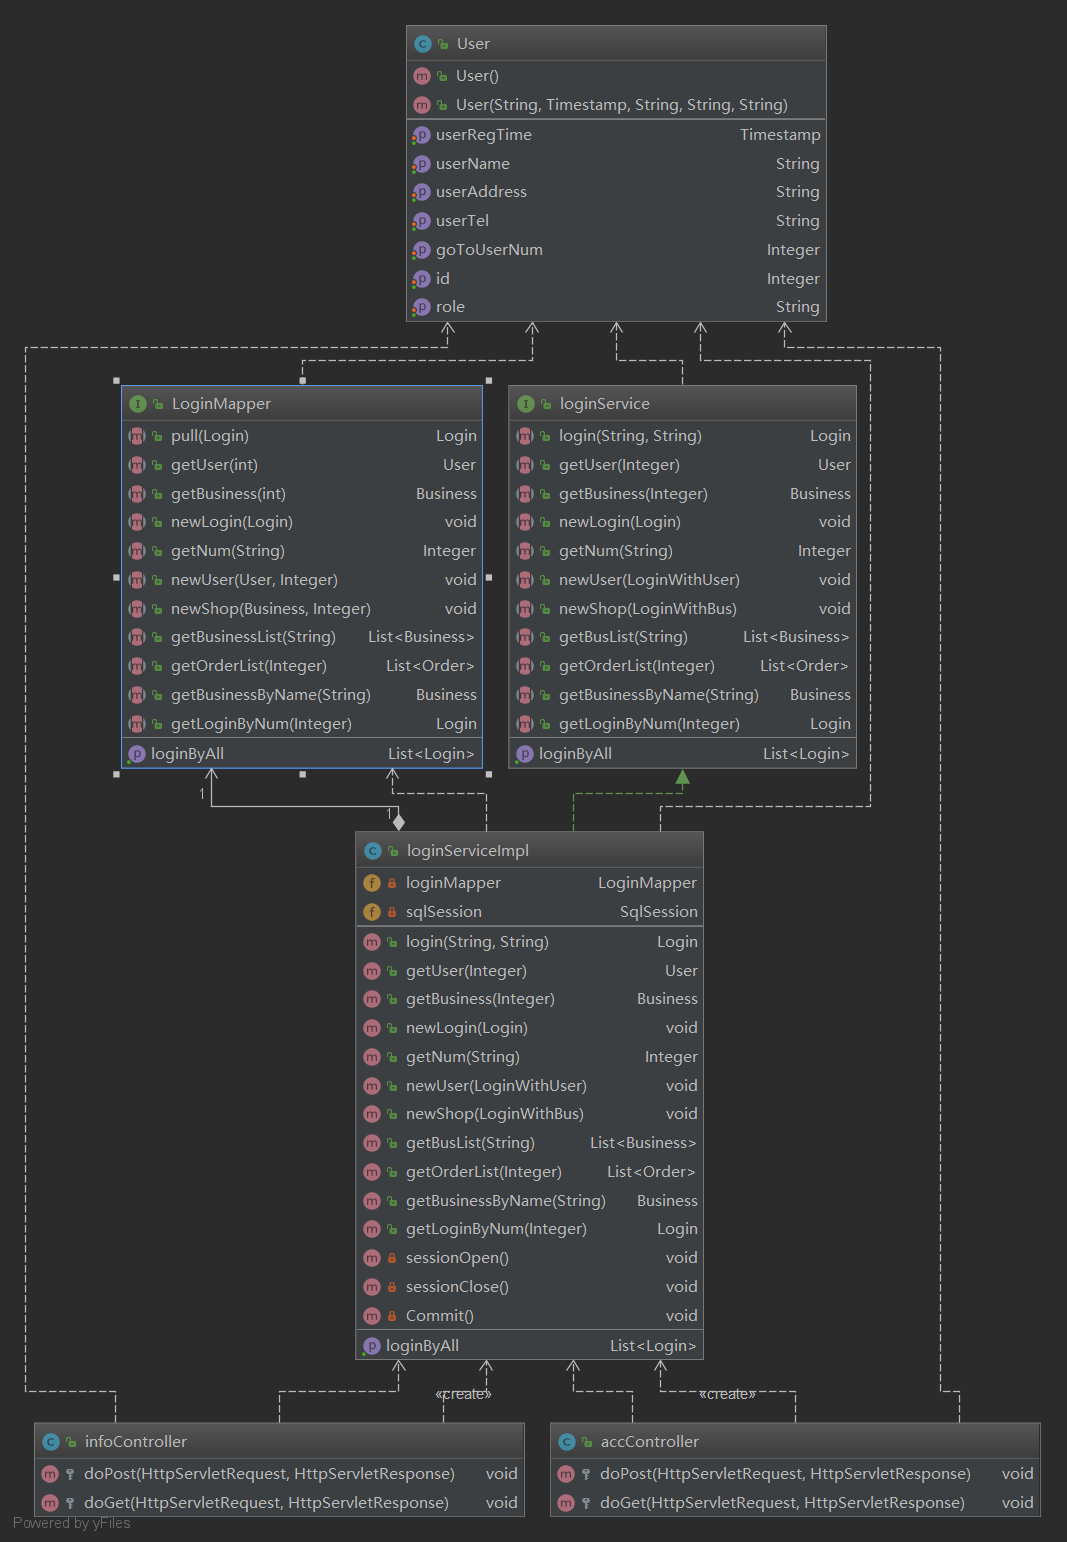 User
User()
User(String, Timestamp, String, String, String)
userRegTime Timestamp
userName String
userAddress String
userTel String
goToUserNum Integer
id Integer
role String
LoginMapper
pull(Login) Login
getUser(int) User
getBusiness(int) Business
newLogin(Login) void
getNum(String) Integer
newUser(User, Integer) void
newShop(Business, Integer) void
getBusinessList(String) List<Business>
getOrderList(Integer) List<Order>
getBusinessByName(String) Business
getLoginByNum(Integer) Login
loginByAll List<Login>
loginService
login(String, String) Login
getUser(Integer) User
getBusiness(Integer) Business
newLogin(Login) void
getNum(String) Integer
newUser(LoginWithUser) void
newShop(LoginWithBus) void
getBusList(String) List<Business>
getOrderList(Integer) List<Order>
getBusinessByName(String) Business
getLoginByNum(Integer) Login
loginByAll List<Login>
1
1
loginServiceImpl
loginMapper LoginMapper
sqlSession SqlSession
login(String, String) Login
getUser(Integer) User
getBusiness(Integer) Business
newLogin(Login) void
getNum(String) Integer
newUser(LoginWithUser) void
newShop(LoginWithBus) void
getBusList(String) List<Business>
getOrderList(Integer) List<Order>
getBusinessByName(String) Business
getLoginByNum(Integer) Login
sessionOpen() void
sessionClose() void
Commit() void
loginByAll List<Login>
«create»
«create»
infoController
doPost(HttpServletRequest, HttpServletResponse) void
doGet(HttpServletRequest, HttpServletResponse) void
accController
doPost(HttpServletRequest, HttpServletResponse) void
doGet(HttpServletRequest, HttpServletResponse) void
Powered by yFiles